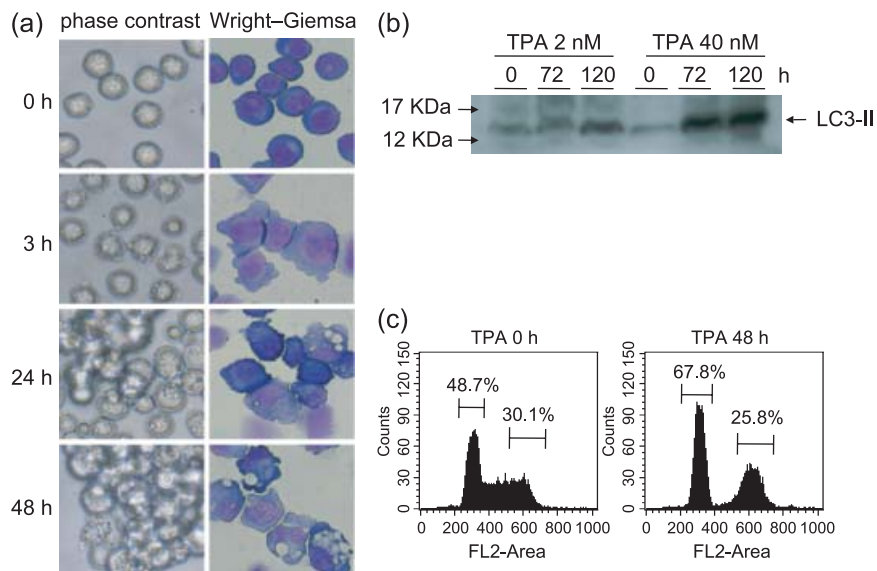 (a)
phase contrast Wright–Giemsa
0 h
3 h
24 h
48 h
(b)
TPA 2 nM TPA 40 nM
0 72 120 0 72 120 h
17 KDa
LC3-II
12 KDa
(c)
TPA 0 h
48.7%
30.1%
Counts
0 30 60 90 120 150
0 200 400 600 800 1000
FL2-Area
TPA 48 h
67.8%
25.8%
Counts
0 30 60 90 120 150
0 200 400 600 800 1000
FL2-Area